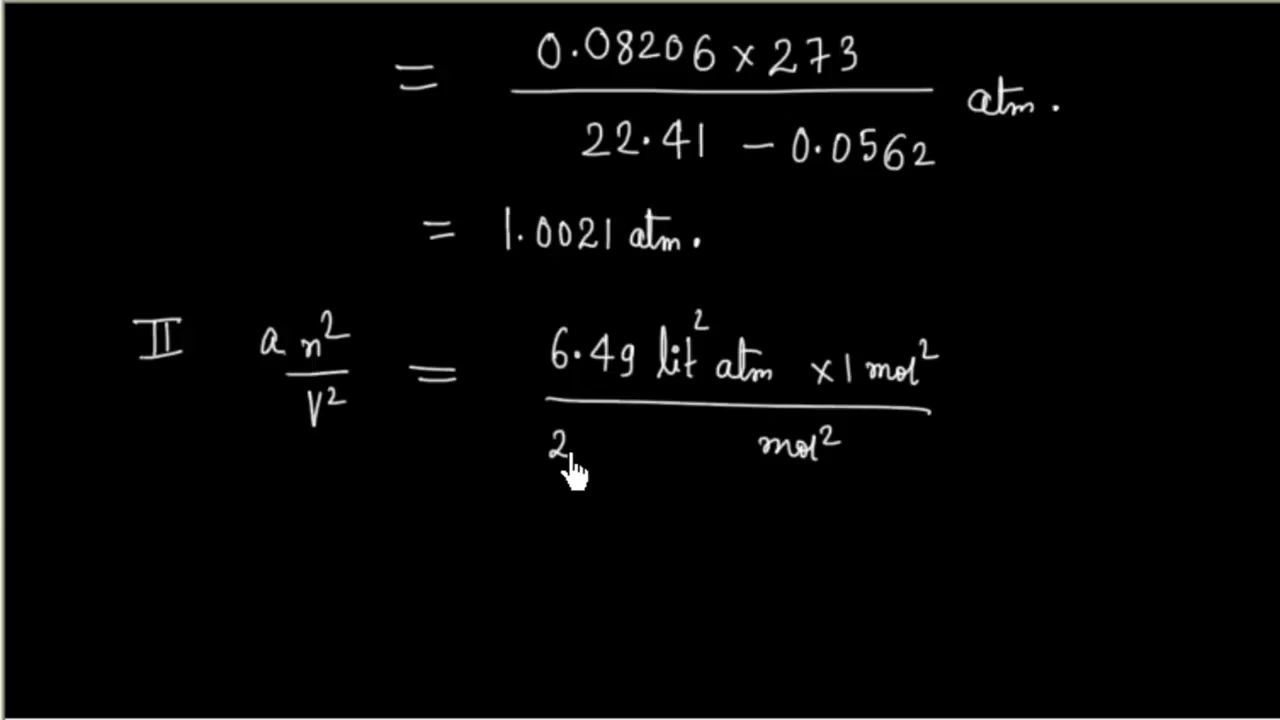 = 0.08206 × 273
22.41 - 0.0562 atm.
= 1.0021 atm.
II a n² = 6.49 lit² atm × 1 mol²
V² 2 mol²